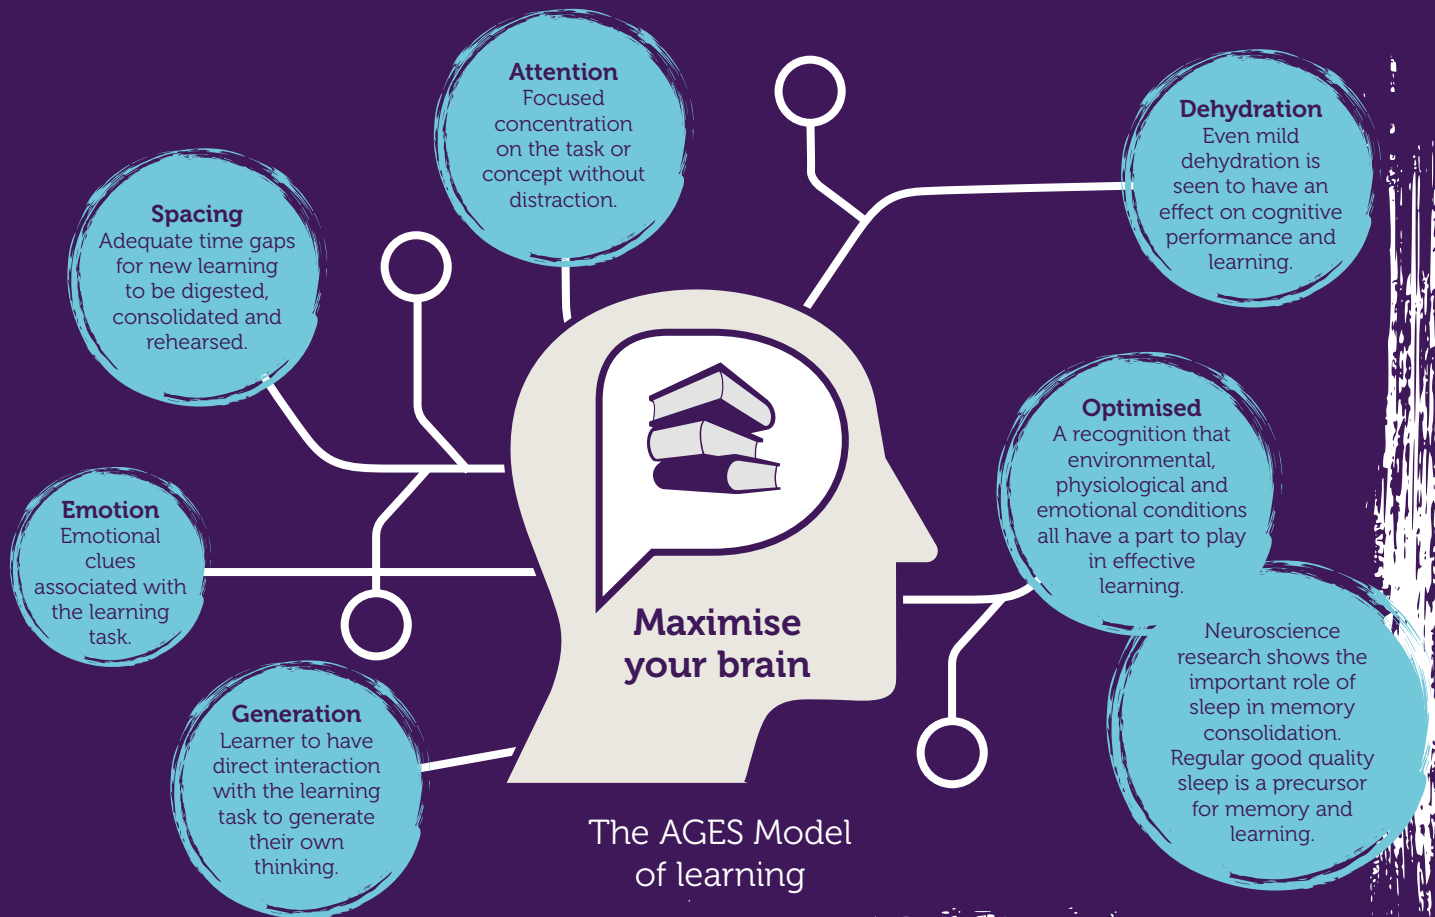 Attention
Focused
concentration
on the task or
concept without
distraction.
Dehydration
Even mild
dehydration is
seen to have an
effect on cognitive
performance and
learning.
Spacing
Adequate time gaps
for new learning
to be digested,
consolidated and
rehearsed.
Optimised
A recognition that
environmental,
physiological and
emotional conditions
all have a part to play
in effective
learning.
Emotion
Emotional
clues
associated with
the learning
task.
Maximise
your brain
Neuroscience
research shows the
important role of
sleep in memory
consolidation.
Regular good quality
sleep is a precursor
for memory and
learning.
Generation
Learner to have
direct interaction
with the learning
task to generate
their own
thinking.
The AGES Model
of learning